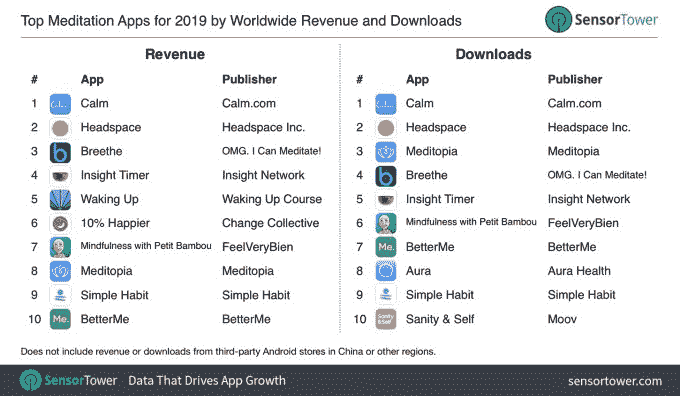 Top Meditation Apps for 2019 by Worldwide Revenue and Downloads
SensorTower
Revenue
# App Publisher
1 Calm Calm.com
2 Headspace Headspace Inc.
3 Breethe OMG. I Can Meditate!
4 Insight Timer Insight Network
5 Waking Up Waking Up Course
6 10% Happier Change Collective
7 Mindfulness with Petit Bambou FeelVeryBien
8 Meditopia Meditopia
9 Simple Habit Simple Habit
10 Me. BetterMe BetterMe
Downloads
# App Publisher
1 Calm Calm.com
2 Headspace Headspace Inc.
3 Meditopia Meditopia
4 Breethe OMG. I Can Meditate!
5 Insight Timer Insight Network
6 Mindfulness with Petit Bambou FeelVeryBien
7 Me. BetterMe BetterMe
8 Aura Aura Health
9 Simple Habit Simple Habit
10 Sanity & Self Sanity & Self Moov
Does not include revenue or downloads from third-party Android stores in China or other regions.
SensorTower Data That Drives App Growth sensortower.com